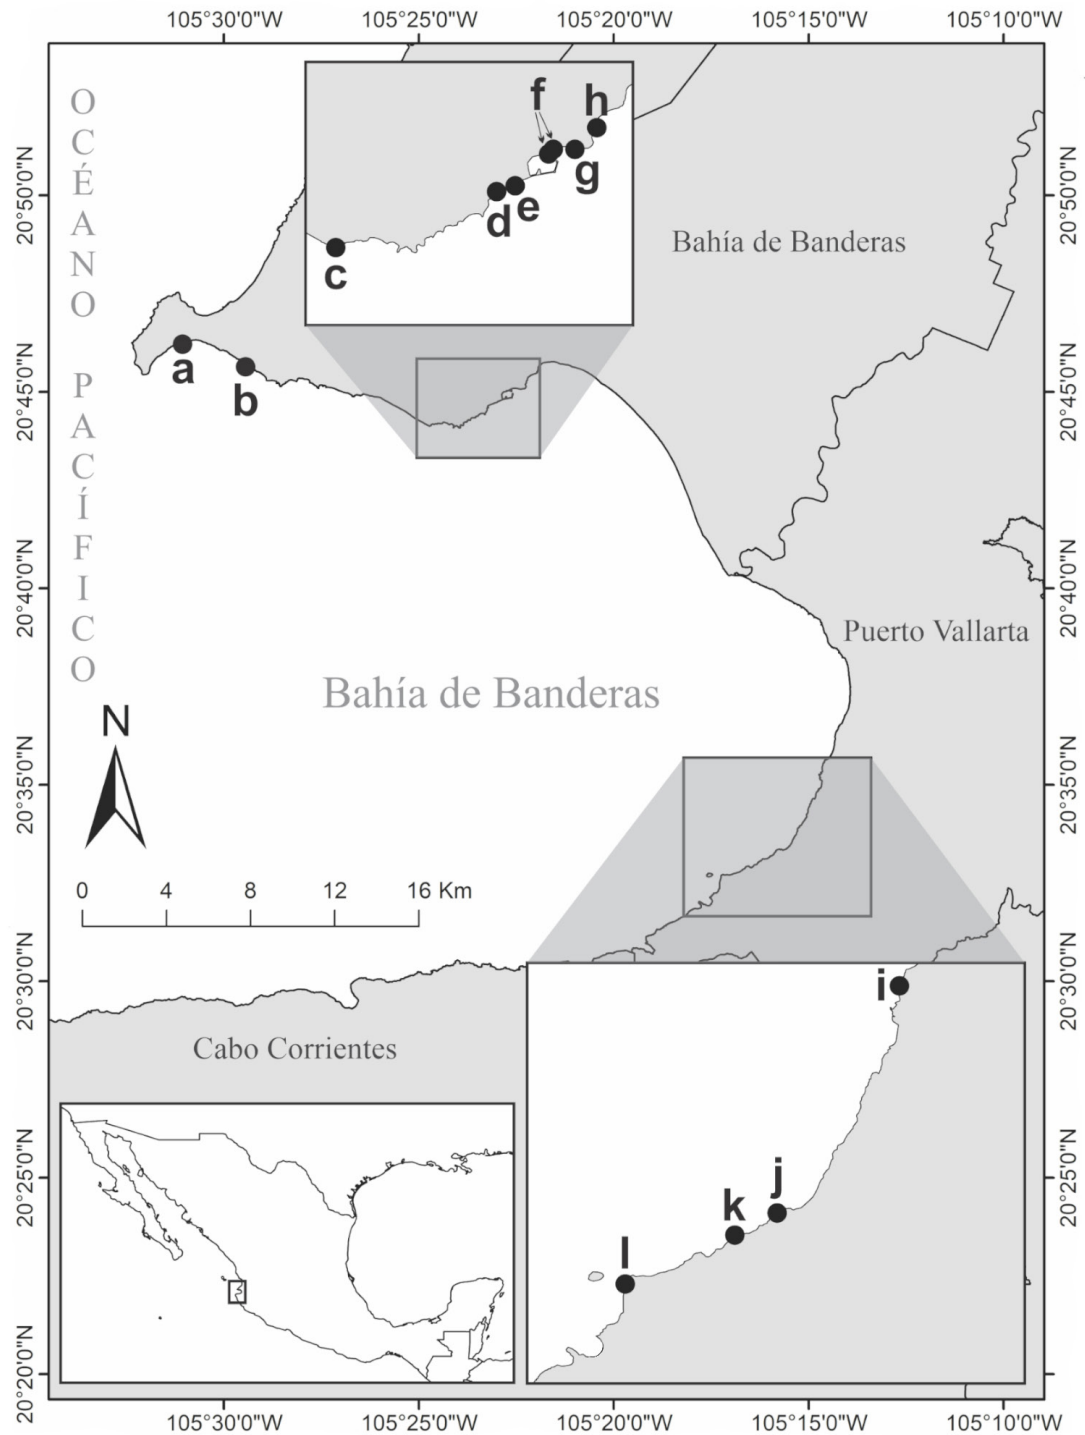 105°30'0"W 105°25'0"W 105°20'0"W 105°15'0"W 105°10'0"W
OCÉANO PACÍFICO
f
h
g
d
e
c
20°50'0"N 20°50'0"N
Bahía de Banderas
a
b
20°45'0"N 20°45'0"N
20°40'0"N 20°40'0"N
Puerto Vallarta
Bahía de Banderas
N
20°35'0"N 20°35'0"N
0 4 8 12 16 Km
20°30'0"N 20°30'0"N
i
Cabo Corrientes
20°25'0"N 20°25'0"N
j
k
l
20°20'0"N 20°20'0"N
105°30'0"W 105°25'0"W 105°20'0"W 105°15'0"W 105°10'0"W